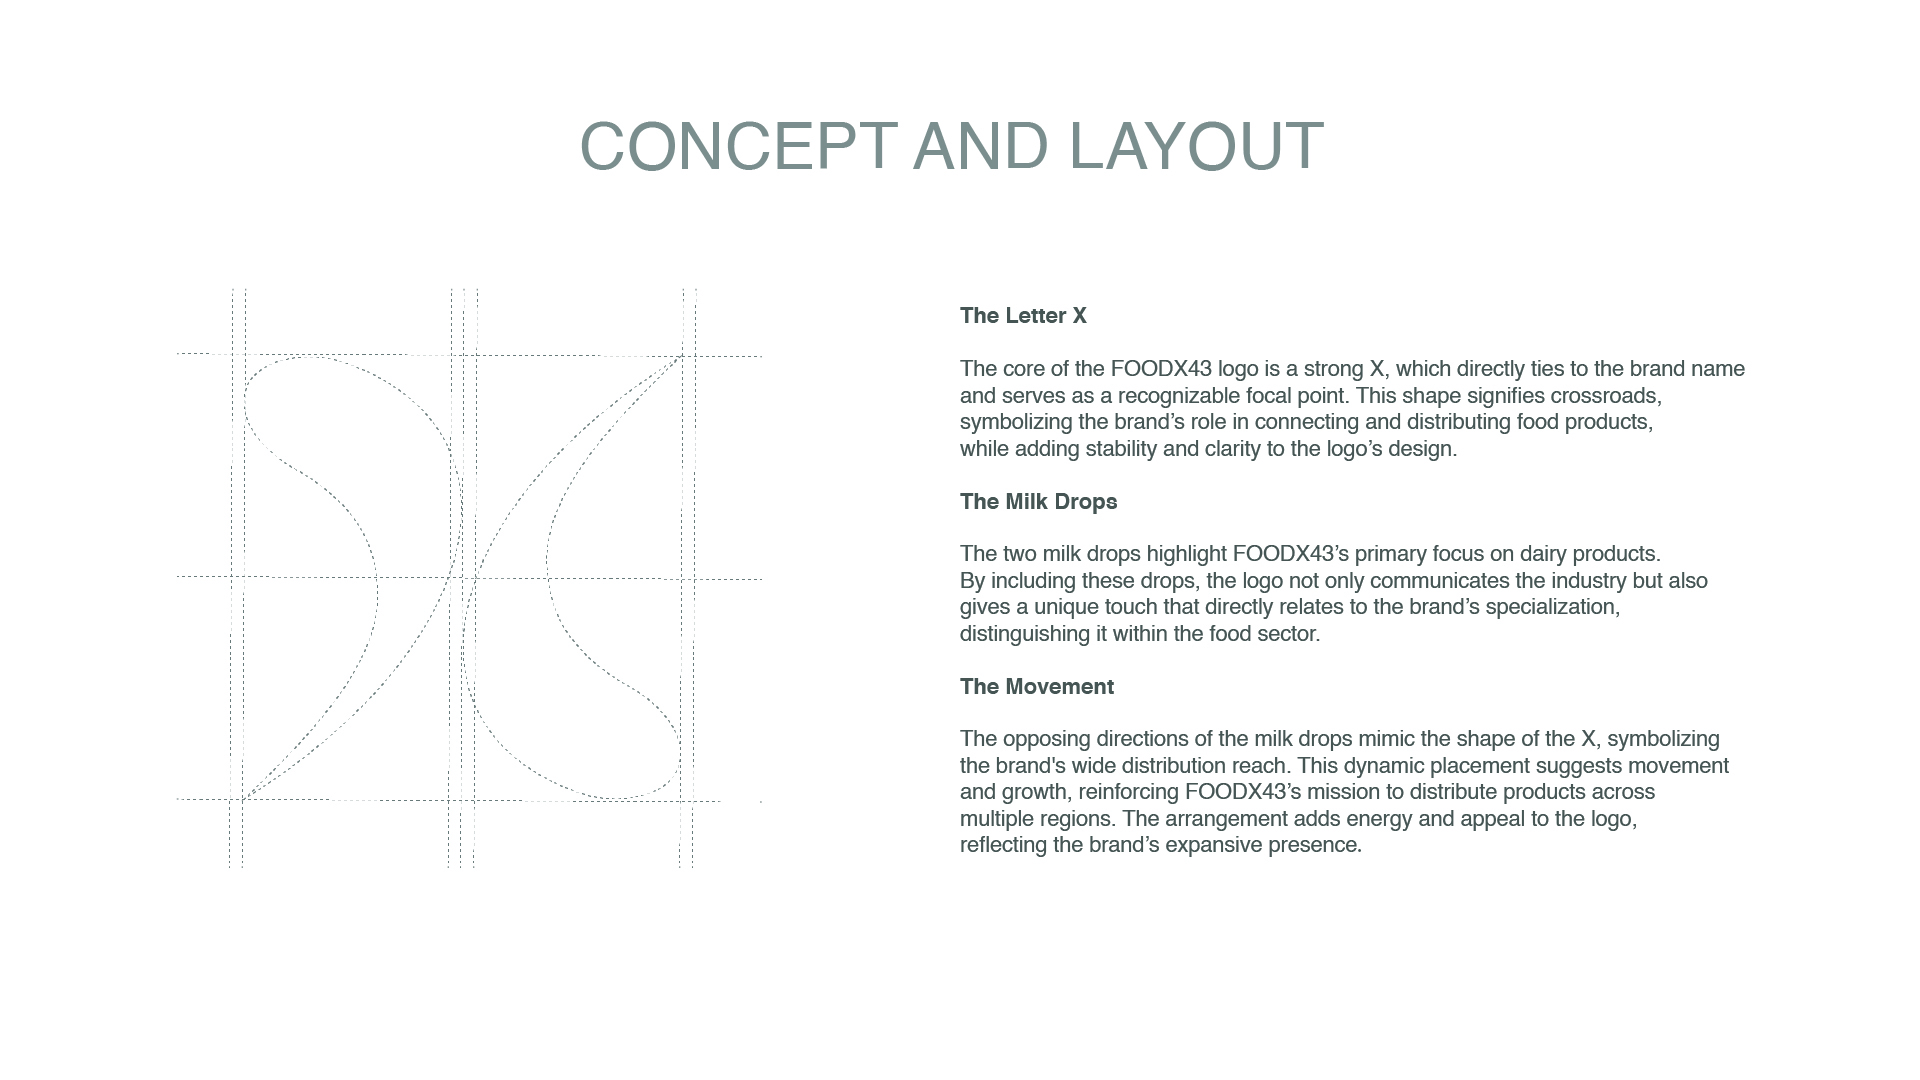 CONCEPT AND LAYOUT
The Letter X
The core of the FOODX43 logo is a strong X, which directly ties to the brand name
and serves as a recognizable focal point. This shape signifies crossroads,
symbolizing the brand’s role in connecting and distributing food products,
while adding stability and clarity to the logo’s design.
The Milk Drops
The two milk drops highlight FOODX43’s primary focus on dairy products.
By including these drops, the logo not only communicates the industry but also
gives a unique touch that directly relates to the brand’s specialization,
distinguishing it within the food sector.
The Movement
The opposing directions of the milk drops mimic the shape of the X, symbolizing
the brand's wide distribution reach. This dynamic placement suggests movement
and growth, reinforcing FOODX43’s mission to distribute products across
multiple regions. The arrangement adds energy and appeal to the logo,
reflecting the brand’s expansive presence.